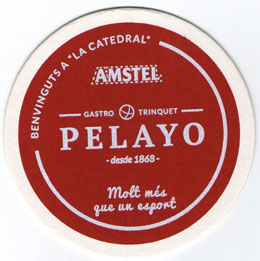 BENVINGUTS A "LA CATEDRAL"
AMSTEL
GASTRO TRINQUET
PELAYO
- desde 1868 -
Molt més
que un esport